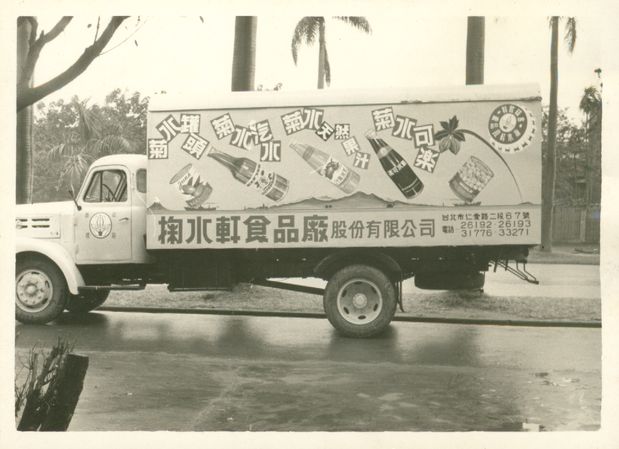 菊水罐頭
菊水汽水
菊水天然果汁
菊水可樂
掬水軒食品廠股份有限公司
台北市仁愛路二段67號
電話 26192-26193
31776-33271